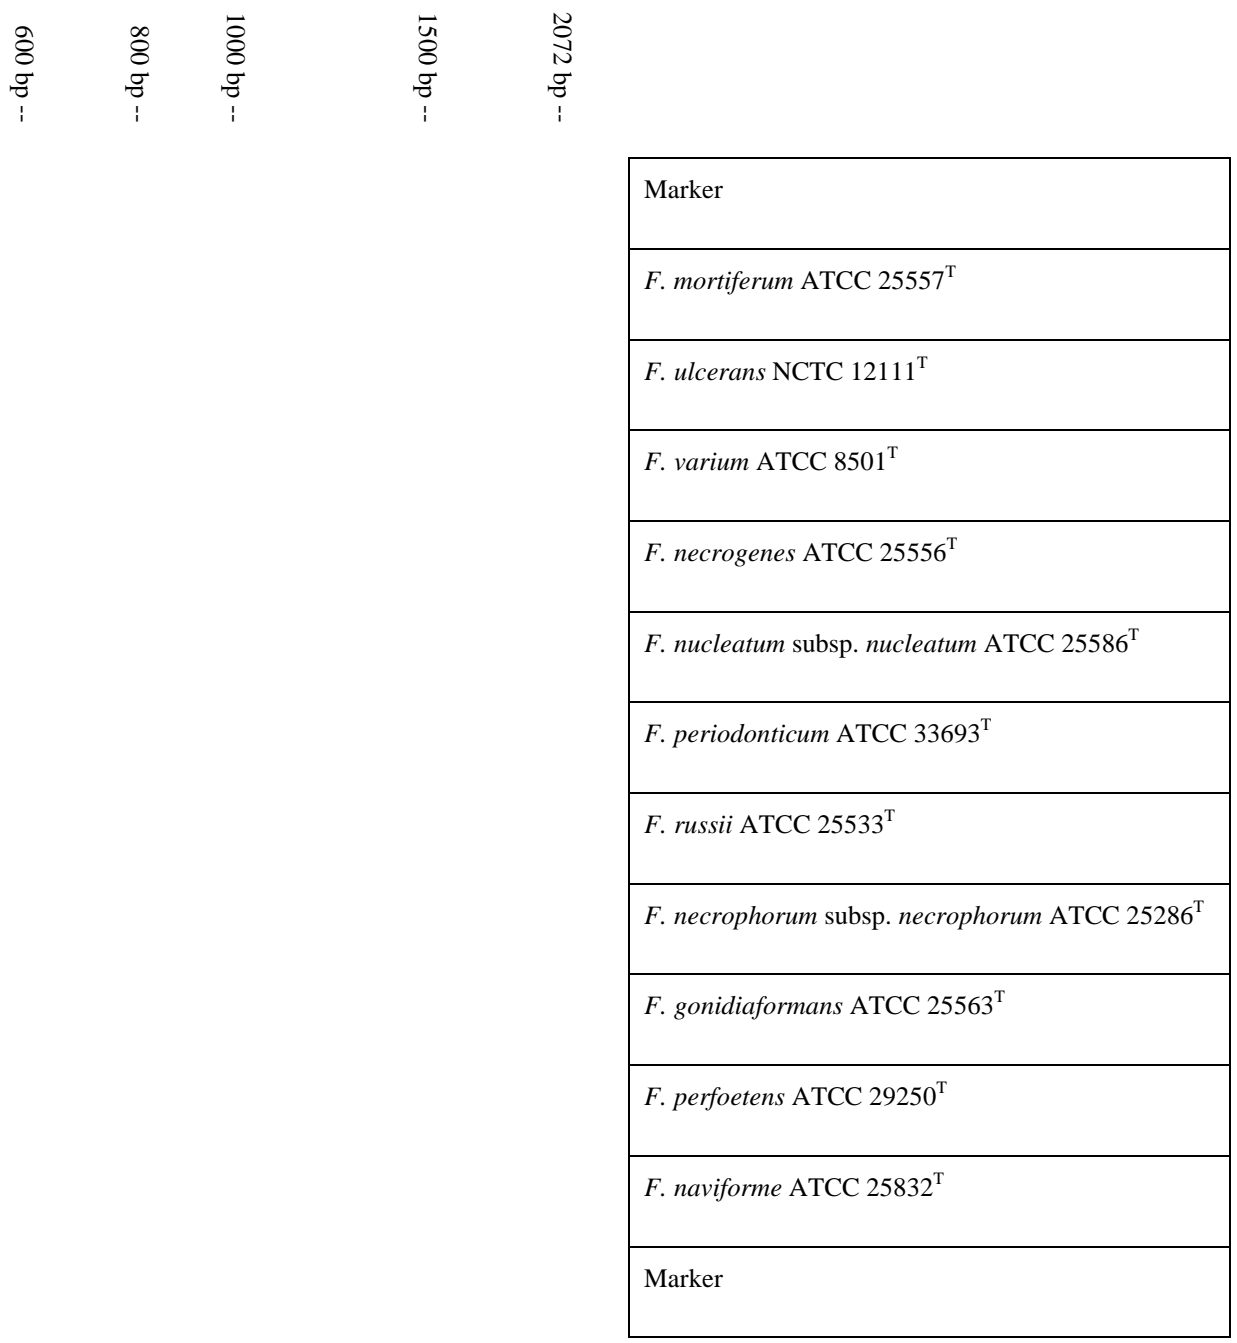 600 bp --
800 bp --
1000 bp --
1500 bp --
2072 bp --
Marker
F. mortiferum ATCC 25557ᵀ
F. ulcerans NCTC 12111ᵀ
F. varium ATCC 8501ᵀ
F. necrogenes ATCC 25556ᵀ
F. nucleatum subsp. nucleatum ATCC 25586ᵀ
F. periodonticum ATCC 33693ᵀ
F. russii ATCC 25533ᵀ
F. necrophorum subsp. necrophorum ATCC 25286ᵀ
F. gonidiaformans ATCC 25563ᵀ
F. perfoetens ATCC 29250ᵀ
F. naviforme ATCC 25832ᵀ
Marker